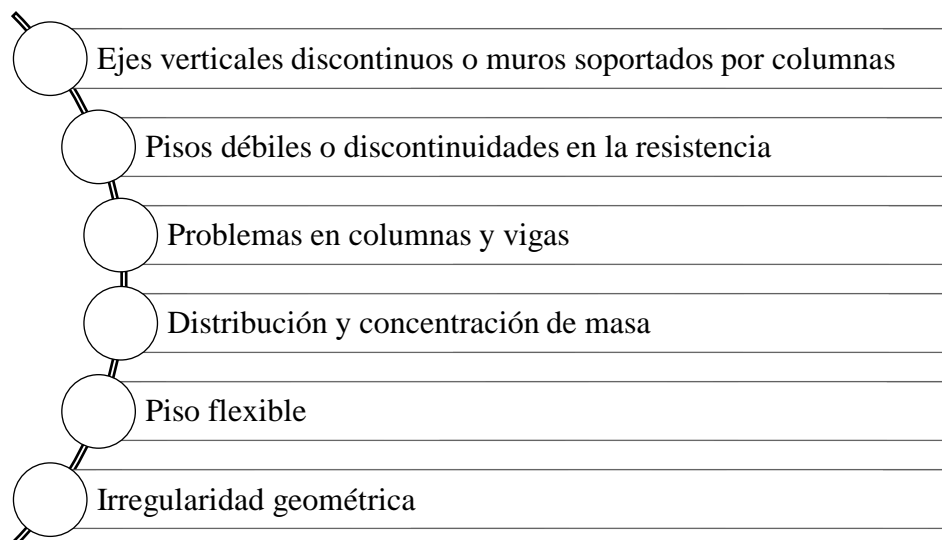 Ejes verticales discontinuos o muros soportados por columnas
Pisos débiles o discontinuidades en la resistencia
Problemas en columnas y vigas
Distribución y concentración de masa
Piso flexible
Irregularidad geométrica